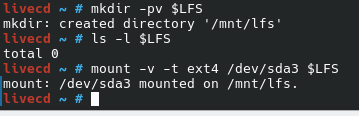 livecd ~ # mkdir -pv $LFS
mkdir: created directory '/mnt/lfs'
livecd ~ # ls -l $LFS
total 0
livecd ~ # mount -v -t ext4 /dev/sda3 $LFS
mount: /dev/sda3 mounted on /mnt/lfs.
livecd ~ #